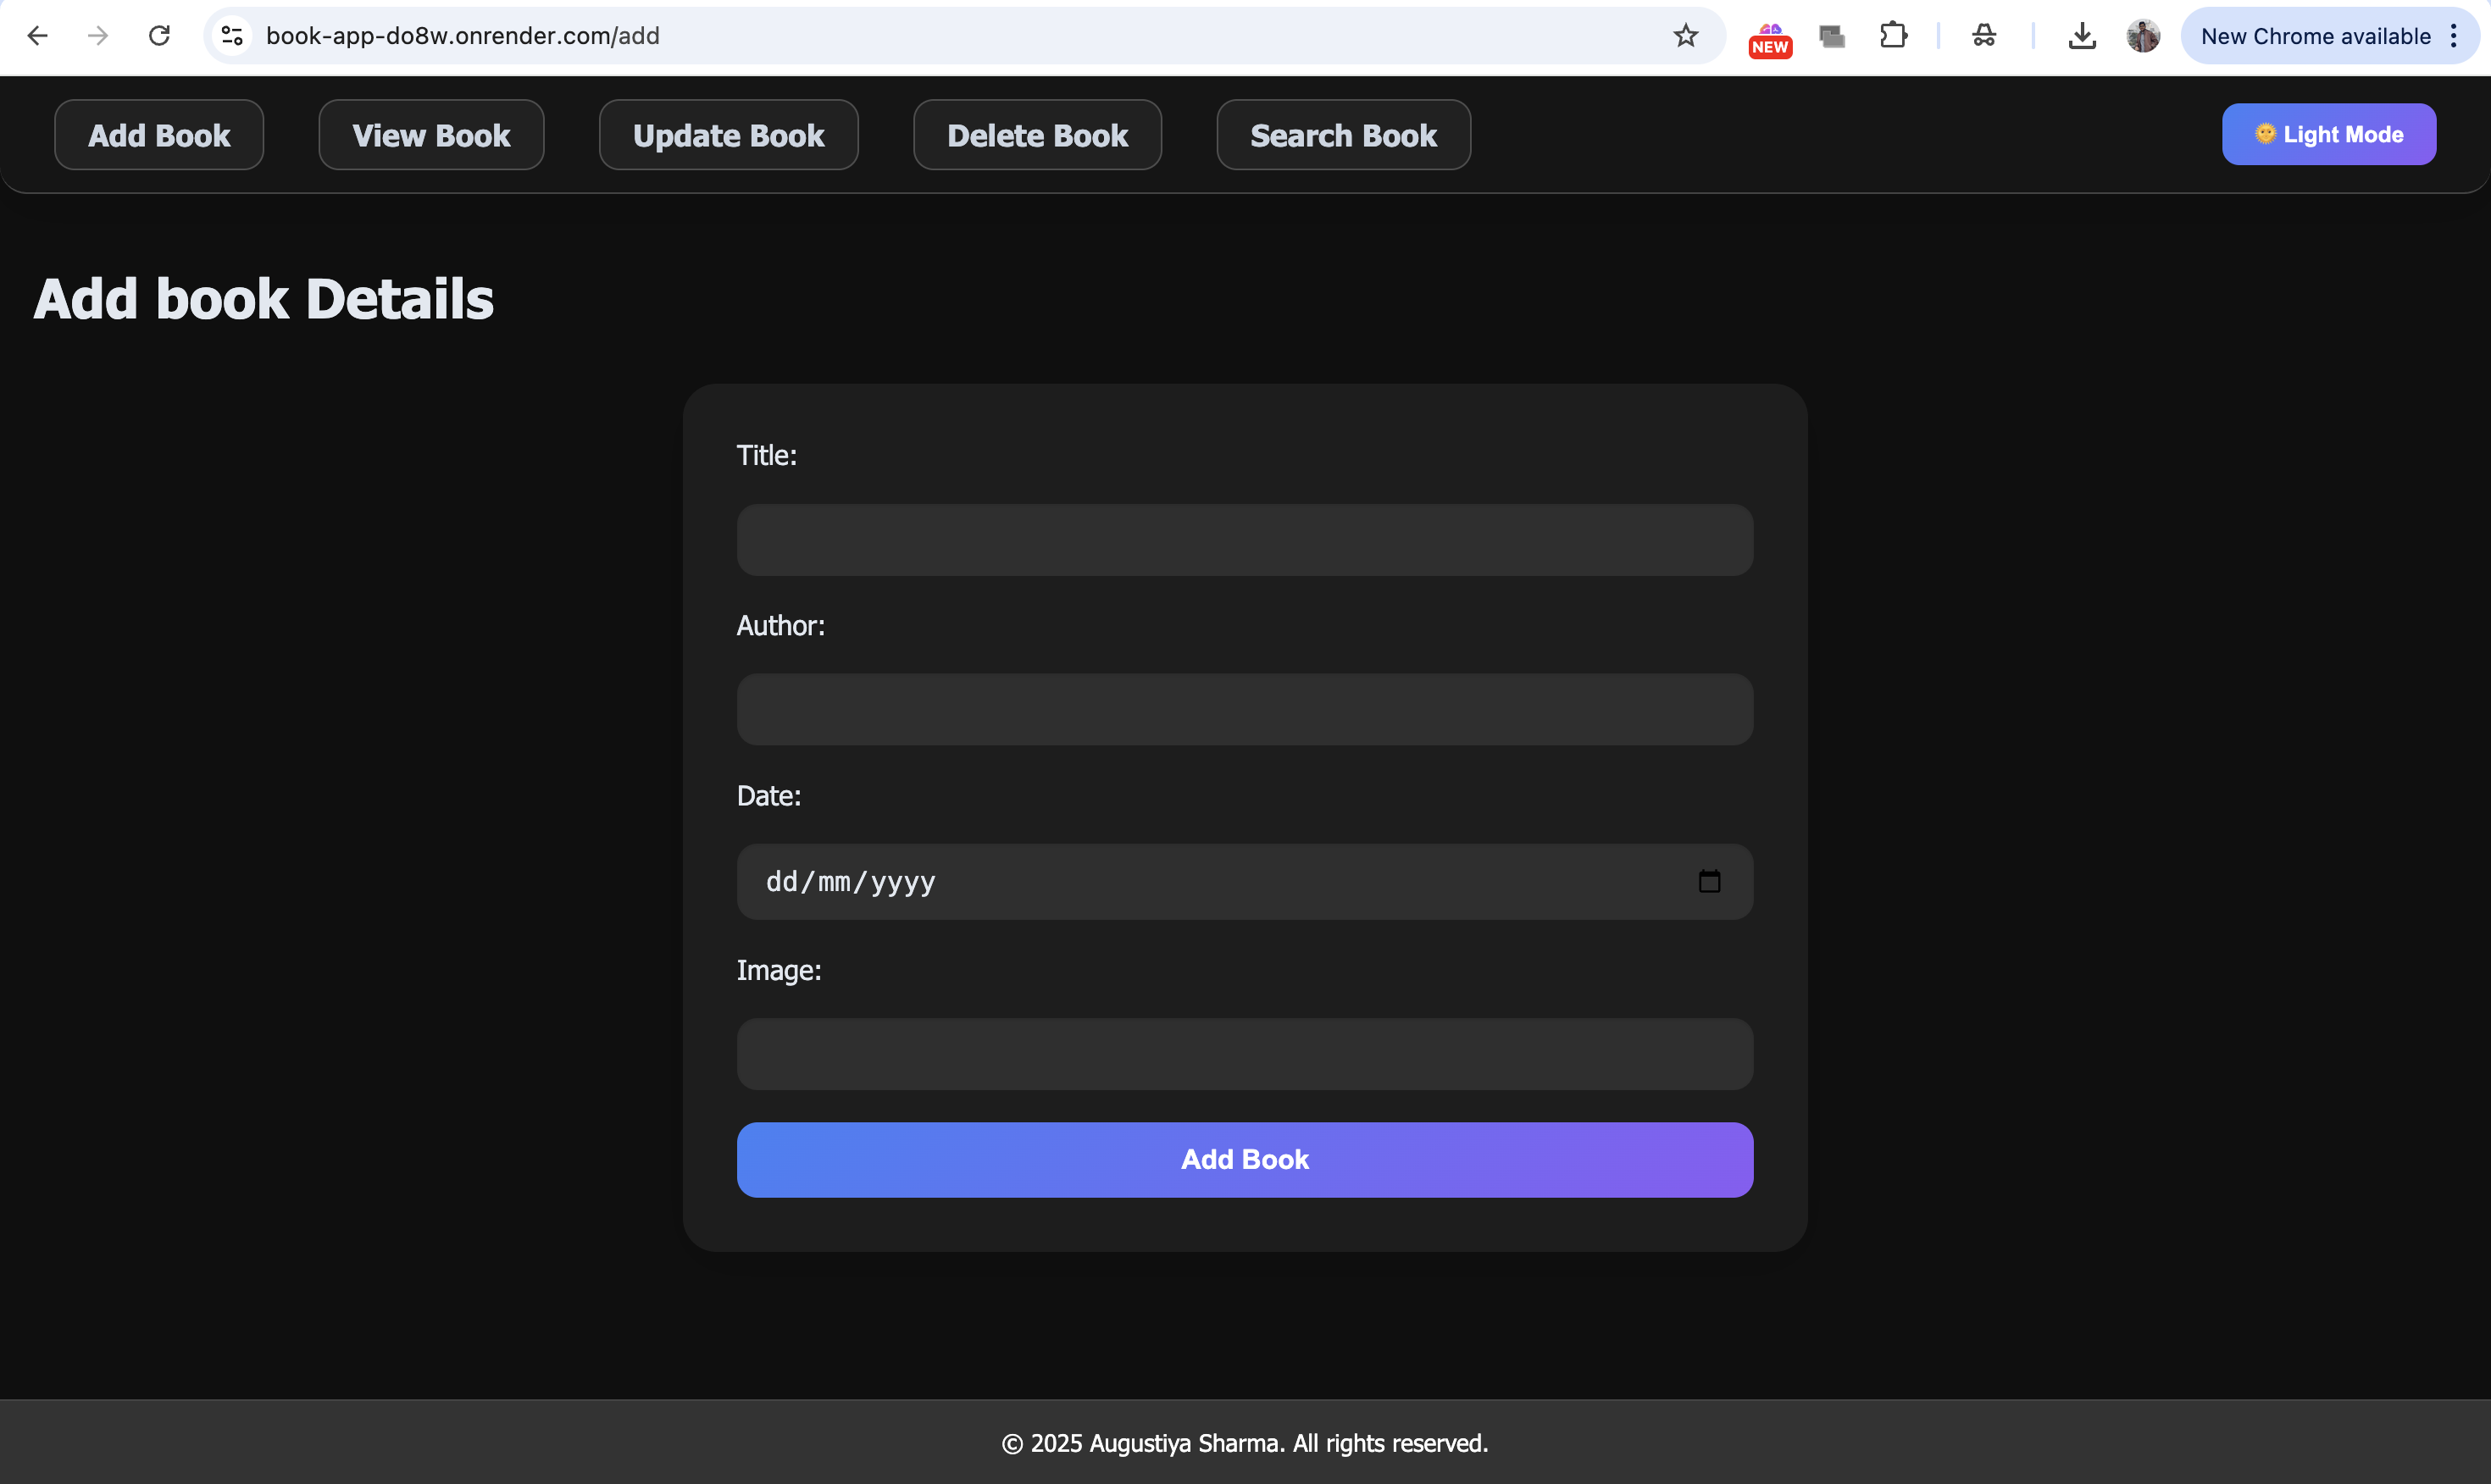 book-app-do8w.onrender.com/add
NEW
New Chrome available
Add Book
View Book
Update Book
Delete Book
Search Book
🌞 Light Mode
Add book Details
Title:
Author:
Date:
dd/mm/yyyy
Image:
Add Book
© 2025 Augustiya Sharma. All rights reserved.